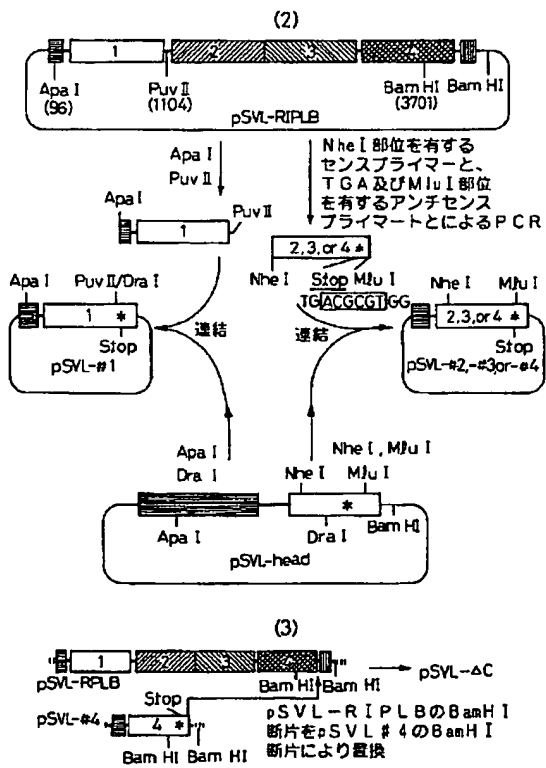 (2)
1 2 3 4
Apa I (96)
Puv II (1104)
Bam HI (3701)
Bam HI
pSVL-RIPLB
Apa I
Puv II
NheI部位を有する
センスプライマーと、
TGA及びMluI部位
を有するアンチセンス
プライマートとによるPCR
Apa I
1
Puv II
2,3,or 4 *
Nhe I
Stop
Mlu I
TGACGCGTGG
Apa I
Puv II/Dra I
1 *
Stop
pSVL-#1
連結
連結
Nhe I
Mlu I
2,3,or 4 *
Stop
pSVL-#2,-#3,or-#4
Apa I
Dra I
Nhe I, Mlu I
Nhe I
Mlu I
*
Apa I
Dra I
Bam HI
pSVL-head
(3)
1 2 3 4
pSVL-RPLB
Bam HI
Bam HI
pSVL-ΔC
Stop
pSVL-#4
4 *
Bam HI
Bam HI
pSVL-RIPLBのBamHI
断片をpSVL#4のBamHI
断片により置換